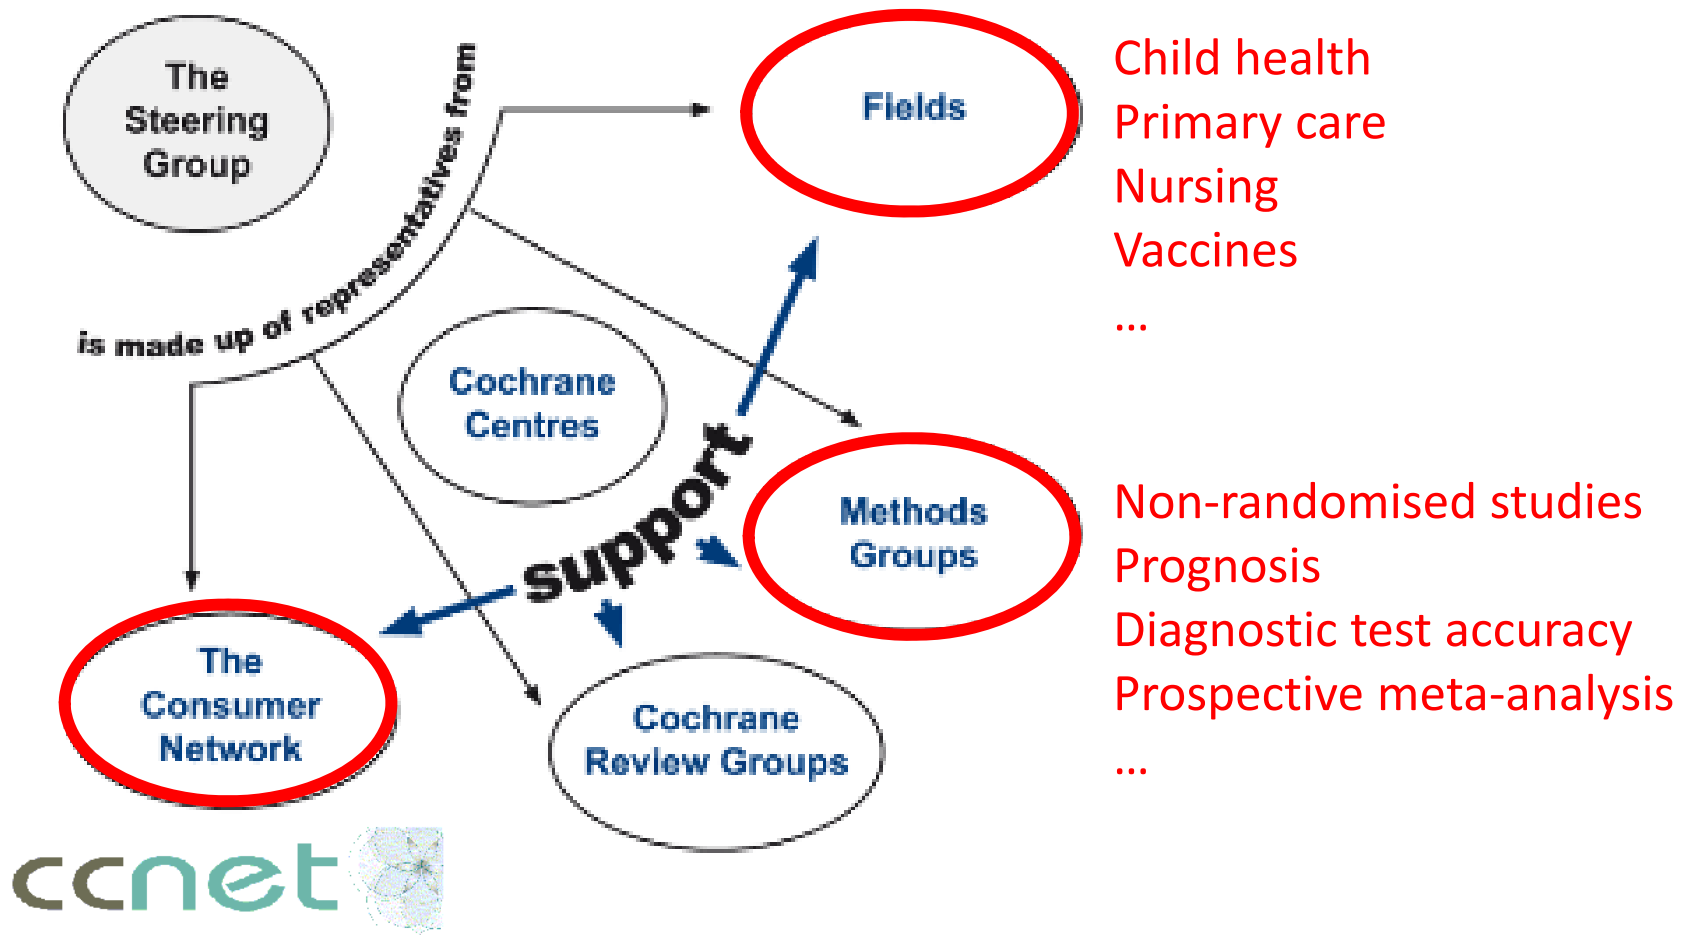 The
Steering
Group
is made up of representatives from
Fields
Child health
Primary care
Nursing
Vaccines
...
Cochrane
Centres
support
Methods
Groups
Non-randomised studies
Prognosis
Diagnostic test accuracy
Prospective meta-analysis
...
The
Consumer
Network
Cochrane
Review Groups
ccnet